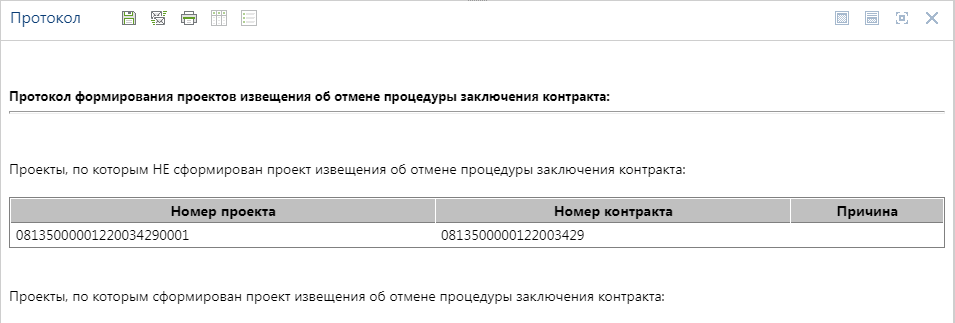 Протокол
Протокол формирования проектов извещения об отмене процедуры заключения контракта:
Проекты, по которым НЕ сформирован проект извещения об отмене процедуры заключения контракта:
Номер проекта Номер контракта Причина
08135000001220034290001 0813500000122003429
Проекты, по которым сформирован проект извещения об отмене процедуры заключения контракта: